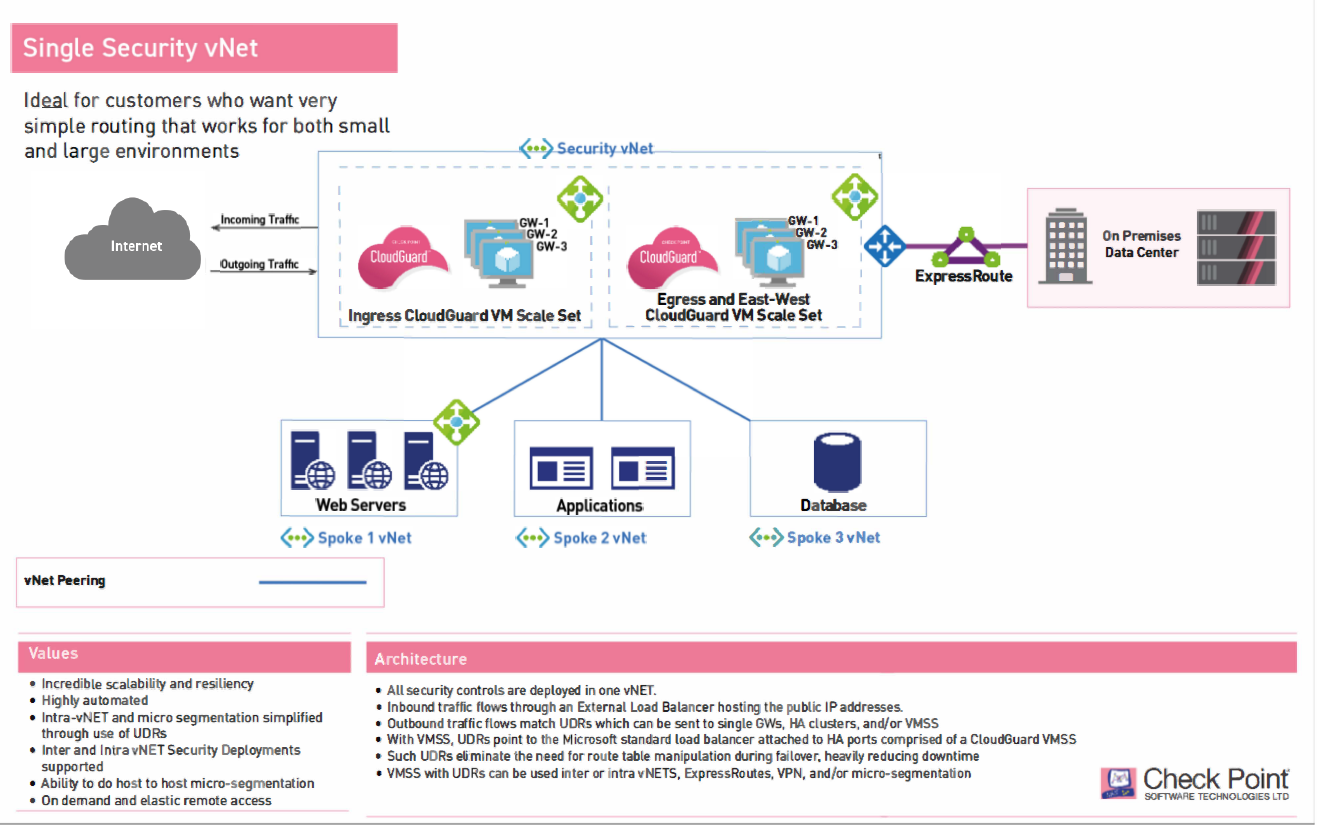 Single Security vNet
Ideal for customers who want very
simple routing that works for both small
and large environments
Security vNet
Internet
Incoming Traffic
Outgoing Traffic
CHECK POINT
CloudGuard
GW-1
GW-2
GW-3
Ingress CloudGuard VM Scale Set
CHECK POINT
CloudGuard
GW-1
GW-2
GW-3
Egress and East-West
CloudGuard VM Scale Set
ExpressRoute
On Premises
Data Center
Web Servers
Applications
Database
Spoke 1 vNet
Spoke 2 vNet
Spoke 3 vNet
vNet Peering
Values
• Incredible scalability and resiliency
• Highly automated
• Intra-vNET and micro segmentation simplified
through use of UDRs
• Inter and Intra vNET Security Deployments
supported
• Ability to do host to host micro-segmentation
• On demand and elastic remote access
Architecture
• All security controls are deployed in one vNET.
• Inbound traffic flows through an External Load Balancer hosting the public IP addresses.
• Outbound traffic flows match UDRs which can be sent to single GWs, HA clusters, and/or VMSS
• With VMSS, UDRs point to the Microsoft standard load balancer attached to HA ports comprised of a CloudGuard VMSS
• Such UDRs eliminate the need for route table manipulation during failover, heavily reducing downtime
• VMSS with UDRs can be used inter or intra vNETS, ExpressRoutes, VPN, and/or micro-segmentation
Check Point
SOFTWARE TECHNOLOGIES LTD